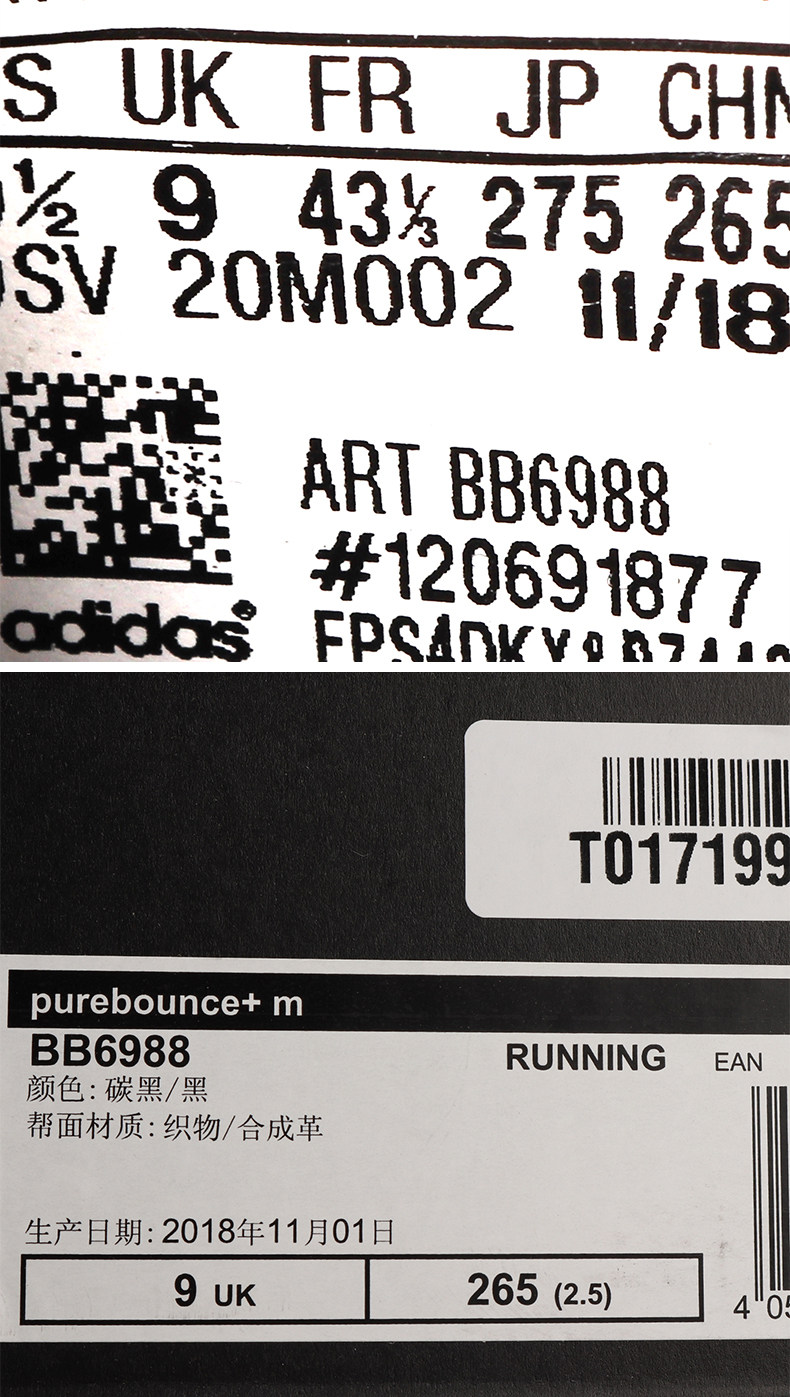 S UK FR JP CHN
½ 9 43⅓ 275 265
SV 20M002 11/18
ART BB6988
#120691877
adidas®
T017199
purebounce+ m
BB6988 RUNNING EAN
颜色: 碳黑/黑
帮面材质: 织物/合成革
生产日期: 2018年11月01日
9 UK 265 (2.5)
4 05